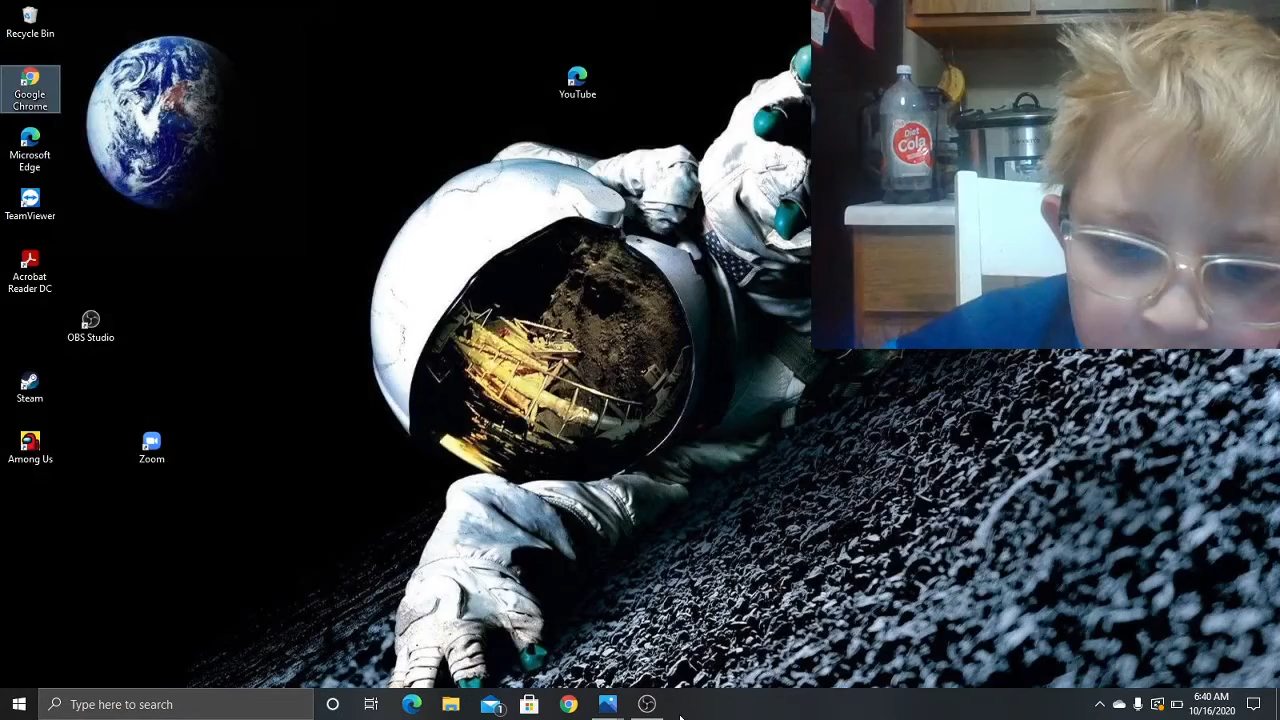 Recycle Bin
Google
Chrome
Microsoft
Edge
TeamViewer
Acrobat
Reader DC
OBS Studio
Steam
Among Us
Zoom
YouTube
Diet
Cola
Type here to search
1
6:40 AM
10/16/2020